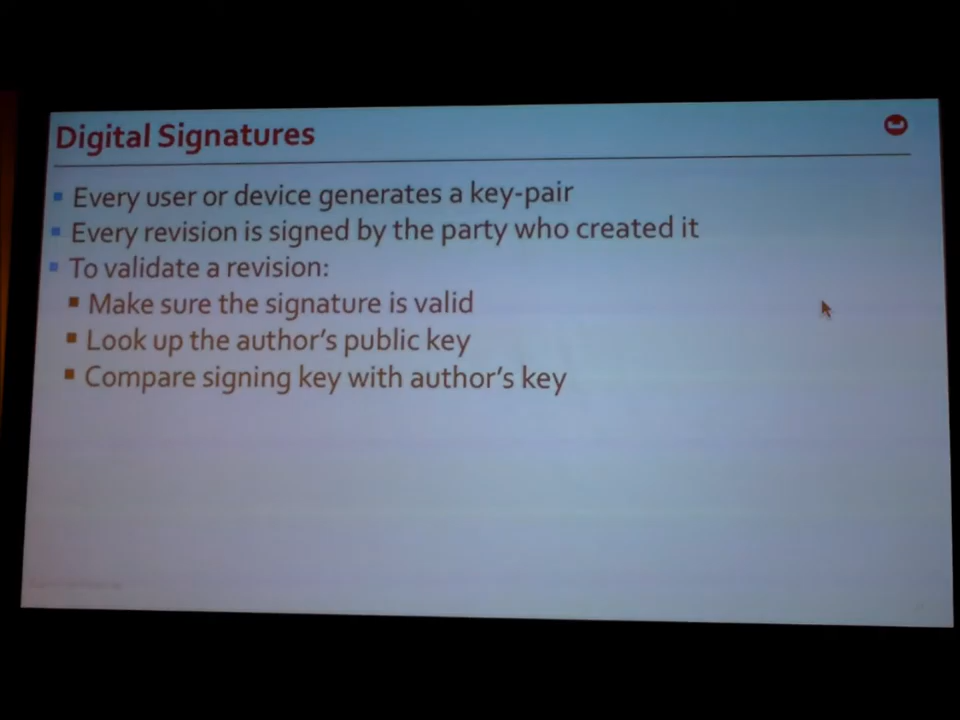 Digital Signatures
Every user or device generates a key-pair
Every revision is signed by the party who created it
To validate a revision:
Make sure the signature is valid
Look up the author's public key
Compare signing key with author's key